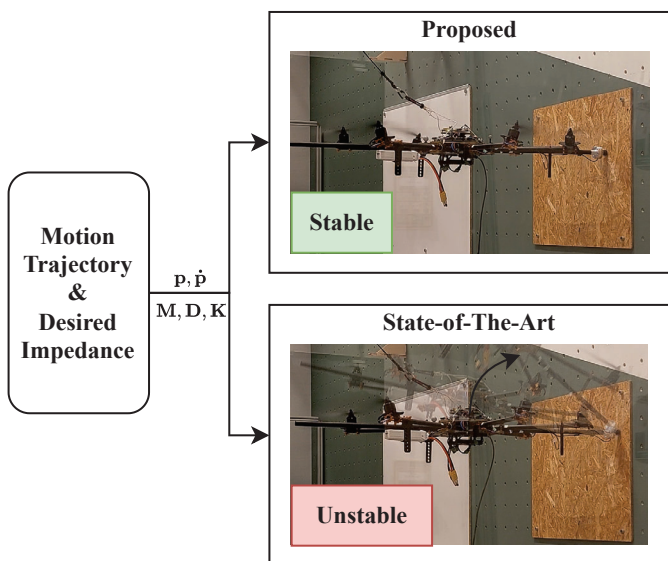 Proposed
Stable
Motion
Trajectory
&
Desired
Impedance
p, ṗ
M, D, K
State-of-The-Art
Unstable